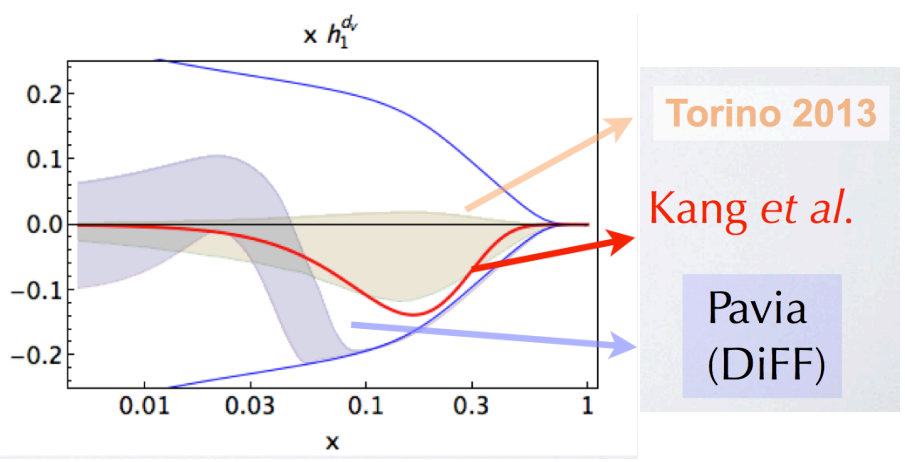 x h₁ᵈᵛ
0.2
0.1
0.0
−0.1
−0.2
0.01 0.03 0.1 0.3 1
x
Torino 2013
Kang et al.
Pavia
(DiFF)